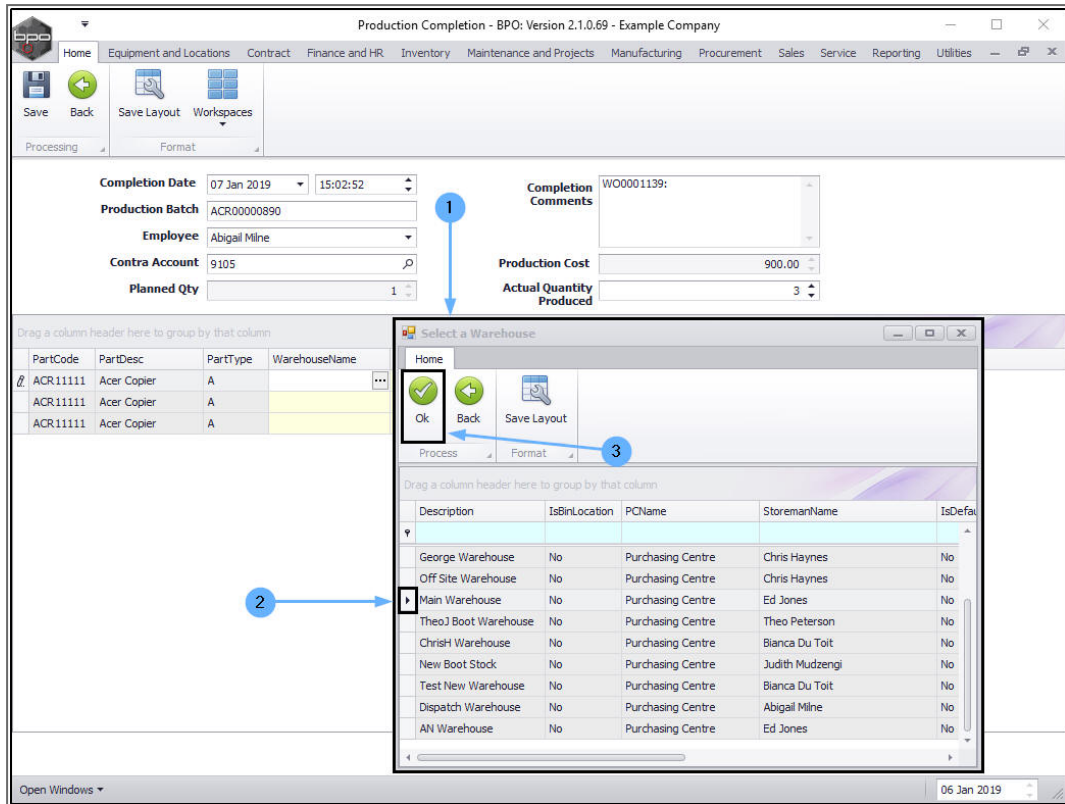 bpo
Production Completion - BPO: Version 2.1.0.69 - Example Company
Home Equipment and Locations Contract Finance and HR Inventory Maintenance and Projects Manufacturing Procurement Sales Service Reporting Utilities
Save Back Save Layout Workspaces
Processing Format
Completion Date 07 Jan 2019 15:02:52
Completion Comments WO0001139:
Production Batch ACR00000890
Employee Abigail Milne
Contra Account 9105
Production Cost 900.00
Planned Qty 1
Actual Quantity Produced 3
1
Drag a column header here to group by that column
PartCode PartDesc PartType WarehouseName
ACR11111 Acer Copier A ...
ACR11111 Acer Copier A
ACR11111 Acer Copier A
Select a Warehouse
Home
Ok Back Save Layout
Process Format
3
Drag a column header here to group by that column
Description IsBinLocation PCName StoremanName IsDefau
George Warehouse No Purchasing Centre Chris Haynes No
Off Site Warehouse No Purchasing Centre Chris Haynes No
2
Main Warehouse No Purchasing Centre Ed Jones No
TheoJ Boot Warehouse No Purchasing Centre Theo Peterson No
ChrisH Warehouse No Purchasing Centre Bianca Du Toit No
New Boot Stock No Purchasing Centre Judith Mudzengi No
Test New Warehouse No Purchasing Centre Bianca Du Toit No
Dispatch Warehouse No Purchasing Centre Abigail Milne No
AN Warehouse No Purchasing Centre Ed Jones No
Open Windows 06 Jan 2019